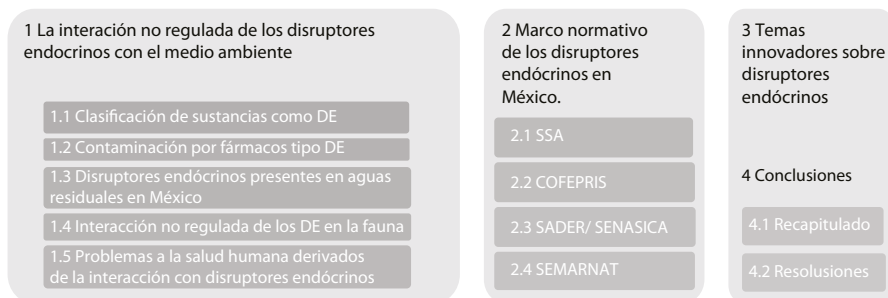 1 La interación no regulada de los disruptores
endocrinos con el medio ambiente
1.1 Clasificación de sustancias como DE
1.2 Contaminación por fármacos tipo DE
1.3 Disruptores endócrinos presentes en aguas
residuales en México
1.4 Interacción no regulada de los DE en la fauna
1.5 Problemas a la salud humana derivados
de la interacción con disruptores endócrinos
2 Marco normativo
de los disruptores
endócrinos en
México.
2.1 SSA
2.2 COFEPRIS
2.3 SADER/ SENASICA
2.4 SEMARNAT
3 Temas
innovadores sobre
disruptores
endócrinos
4 Conclusiones
4.1 Recapitulado
4.2 Resolusiones